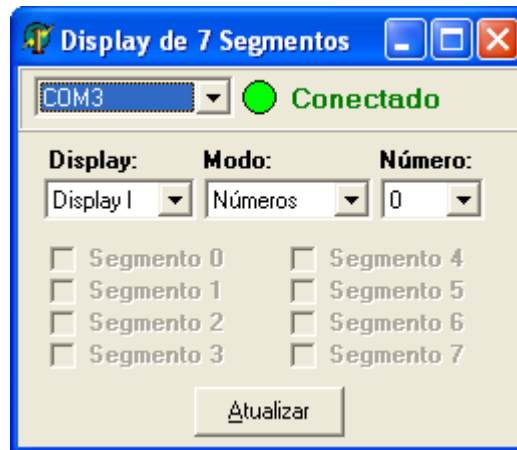 Display de 7 Segmentos
COM3 Conectado
Display: Modo: Número:
Display I Números 0
Segmento 0 Segmento 4
Segmento 1 Segmento 5
Segmento 2 Segmento 6
Segmento 3 Segmento 7
Atualizar